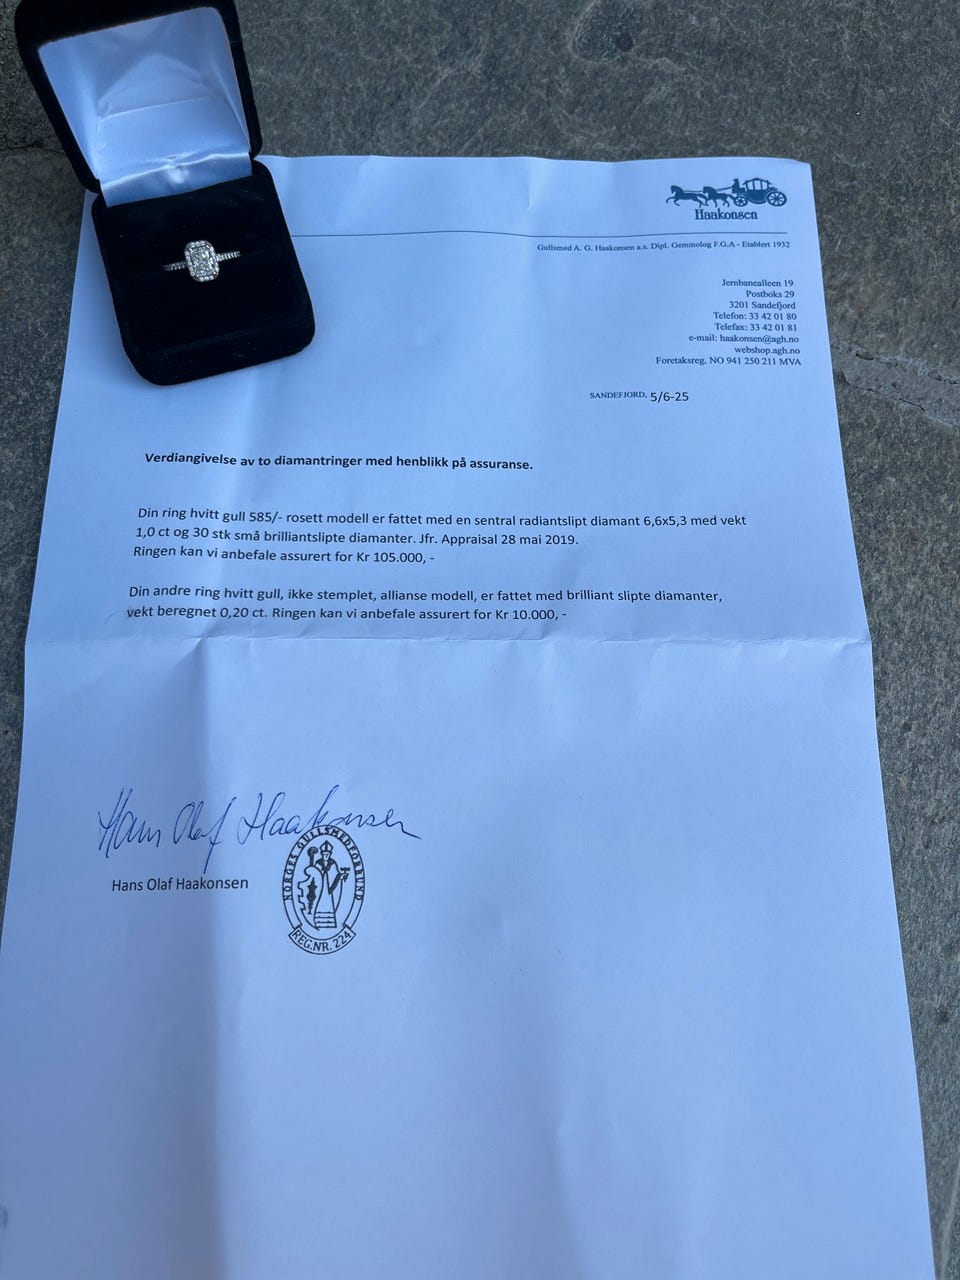 Haakonsen
Gullsmed A. G. Haakonsen a.s. Dipl. Gemmolog F.G.A - Etablert 1932
Jernbanealleen 19
Postboks 29
3201 Sandefjord
Telefon: 33 42 01 80
Telefax: 33 42 01 81
e-mail: haakonsen@agh.no
webshop.agh.no
Foretaksreg. NO 941 250 211 MVA
SANDEFJORD, 5/6-25
Verdiangivelse av to diamantringer med henblikk på assuranse.
Din ring hvitt gull 585/- rosett modell er fattet med en sentral radiantslipt diamant 6,6x5,3 med vekt
1,0 ct og 30 stk små brilliantslipte diamanter. Jfr. Appraisal 28 mai 2019.
Ringen kan vi anbefale assurert for Kr 105.000, -
Din andre ring hvitt gull, ikke stemplet, allianse modell, er fattet med brilliant slipte diamanter,
vekt beregnet 0,20 ct. Ringen kan vi anbefale assurert for Kr 10.000, -
Hans Olaf Haakonsen
Hans Olaf Haakonsen
NORGES GULLSMEDFORBUND
REG.NR. 224